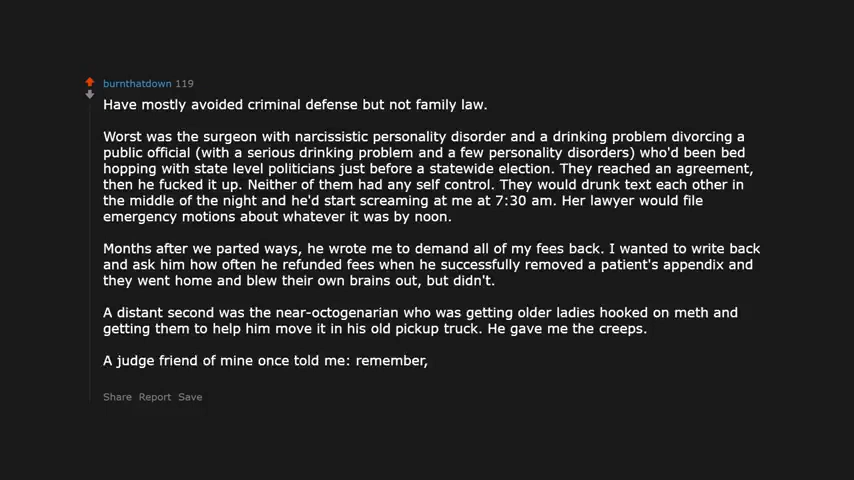 burnthatdown 119
Have mostly avoided criminal defense but not family law.
Worst was the surgeon with narcissistic personality disorder and a drinking problem divorcing a
public official (with a serious drinking problem and a few personality disorders) who'd been bed
hopping with state level politicians just before a statewide election. They reached an agreement,
then he fucked it up. Neither of them had any self control. They would drunk text each other in
the middle of the night and he'd start screaming at me at 7:30 am. Her lawyer would file
emergency motions about whatever it was by noon.
Months after we parted ways, he wrote me to demand all of my fees back. I wanted to write back
and ask him how often he refunded fees when he successfully removed a patient's appendix and
they went home and blew their own brains out, but didn't.
A distant second was the near-octogenarian who was getting older ladies hooked on meth and
getting them to help him move it in his old pickup truck. He gave me the creeps.
A judge friend of mine once told me: remember,
Share Report Save